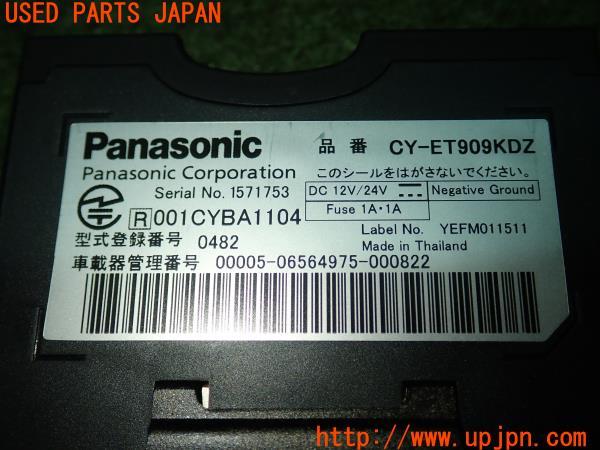 USED PARTS JAPAN
Panasonic
品番 CY-ET909KDZ
Panasonic Corporation
このシールをはがさないでください。
Serial No. 1571753
DC 12V/24V
Negative Ground
Fuse 1A・1A
R 001CYBA1104
Label No. YEFM011511
型式登録番号 0482
Made in Thailand
車載器管理番号 00005-06564975-000822
USED PARTS JAPAN
http:// www.upjpn.com